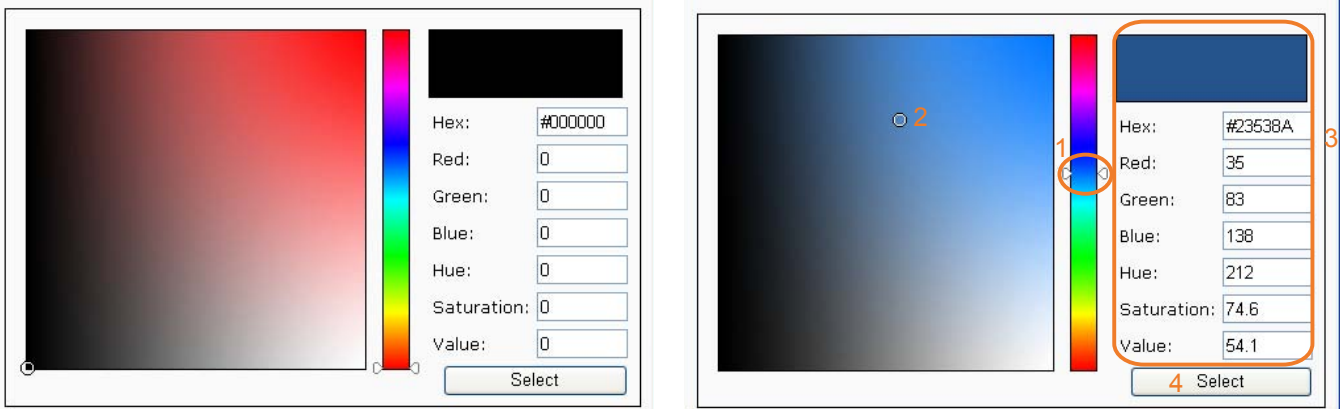 Hex: #000000
Red: 0
Green: 0
Blue: 0
Hue: 0
Saturation: 0
Value: 0
Select
2
1
3
Hex: #23538A
Red: 35
Green: 83
Blue: 138
Hue: 212
Saturation: 74.6
Value: 54.1
4 Select